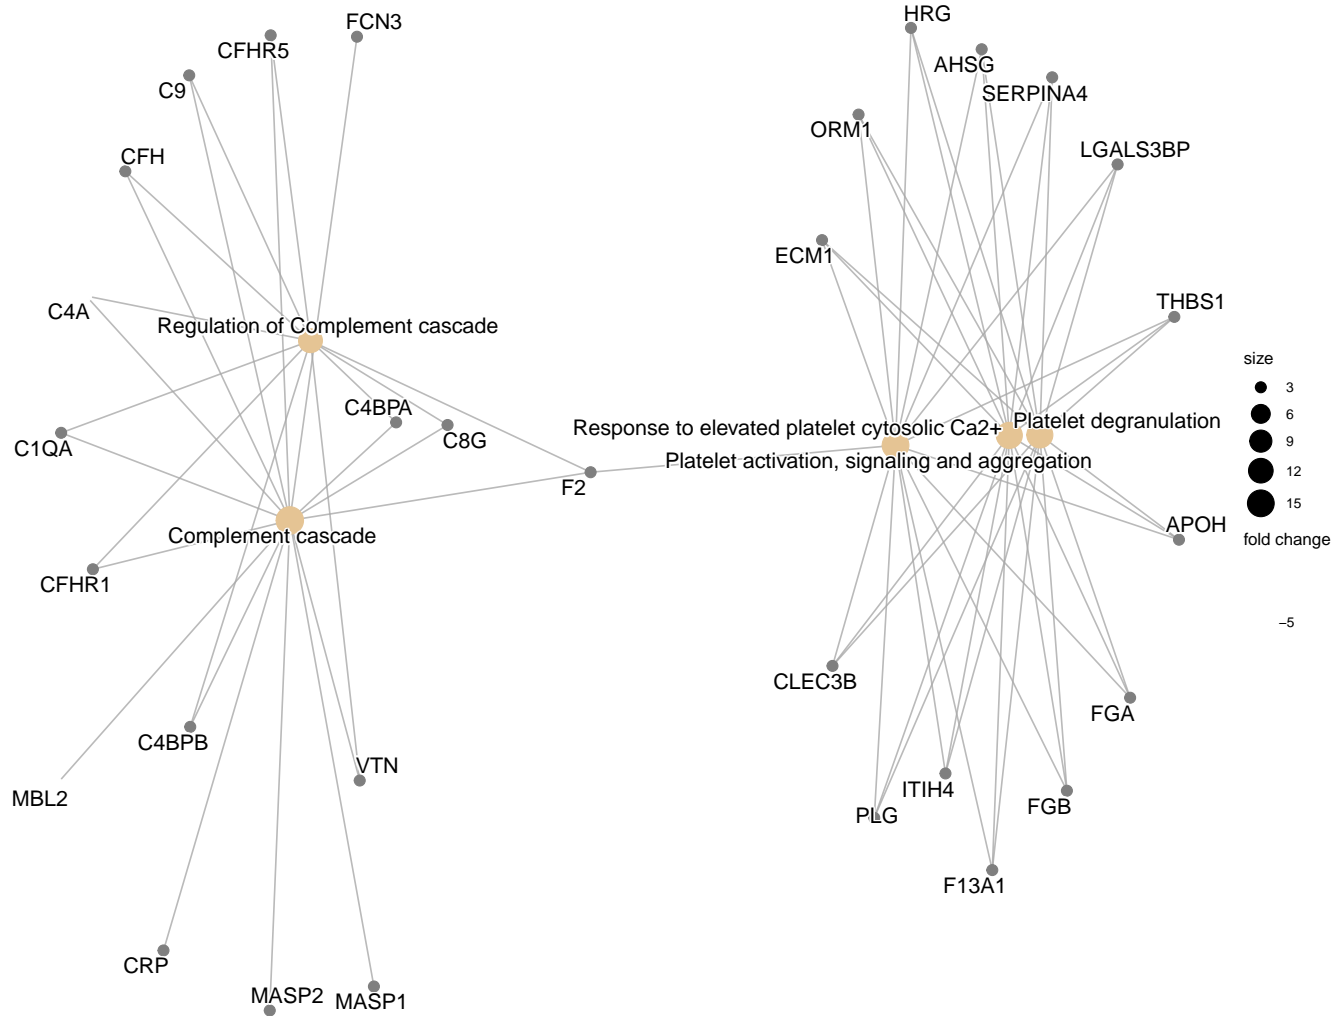 HRG
FCN3
CFHR5
AHSG
C9
SERPINA4
ORM1
CFH
LGALS3BP
ECM1
THBS1
C4A
Regulation of Complement cascade
size
3
C4BPA
6
Platelet degranulation
Response to elevated platelet cytosolic Ca2+
C8G
C1QA
9
Platelet activation, signaling and aggregation
12
F2
15
APOH
Complement cascade
fold change
CFHR1
−5
CLEC3B
FGA
C4BPB
VTN
ITIH4
MBL2
FGB
PLG
F13A1
CRP
MASP2
MASP1